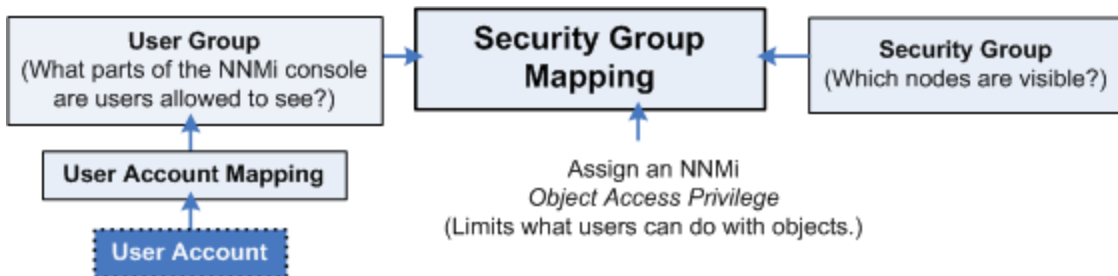 User Group
(What parts of the NNMi console
are users allowed to see?)
Security Group
Mapping
Security Group
(Which nodes are visible?)
User Account Mapping
User Account
Assign an NNMi
Object Access Privilege
(Limits what users can do with objects.)